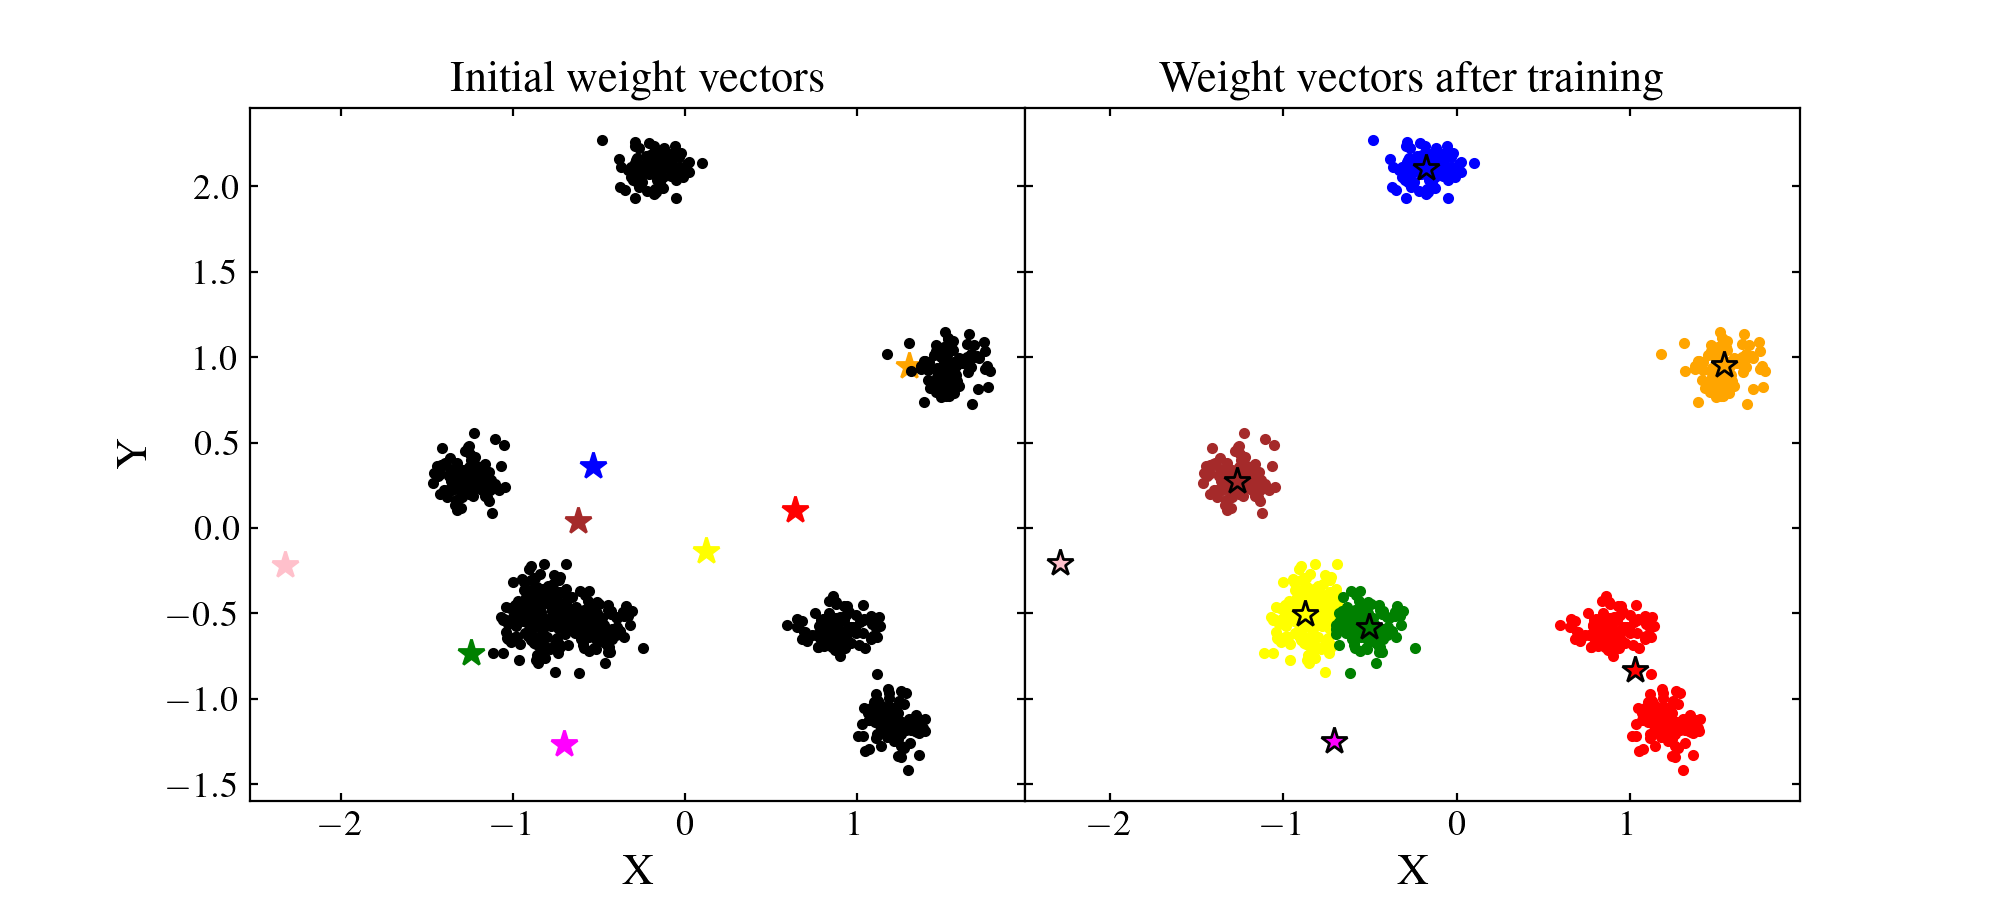 Initial weight vectors
Weight vectors after training
2.0
1.5
1.0
0.5
0.0
−0.5
−1.0
−1.5
Y
−2 −1 0 1
−2 −1 0 1
X
X